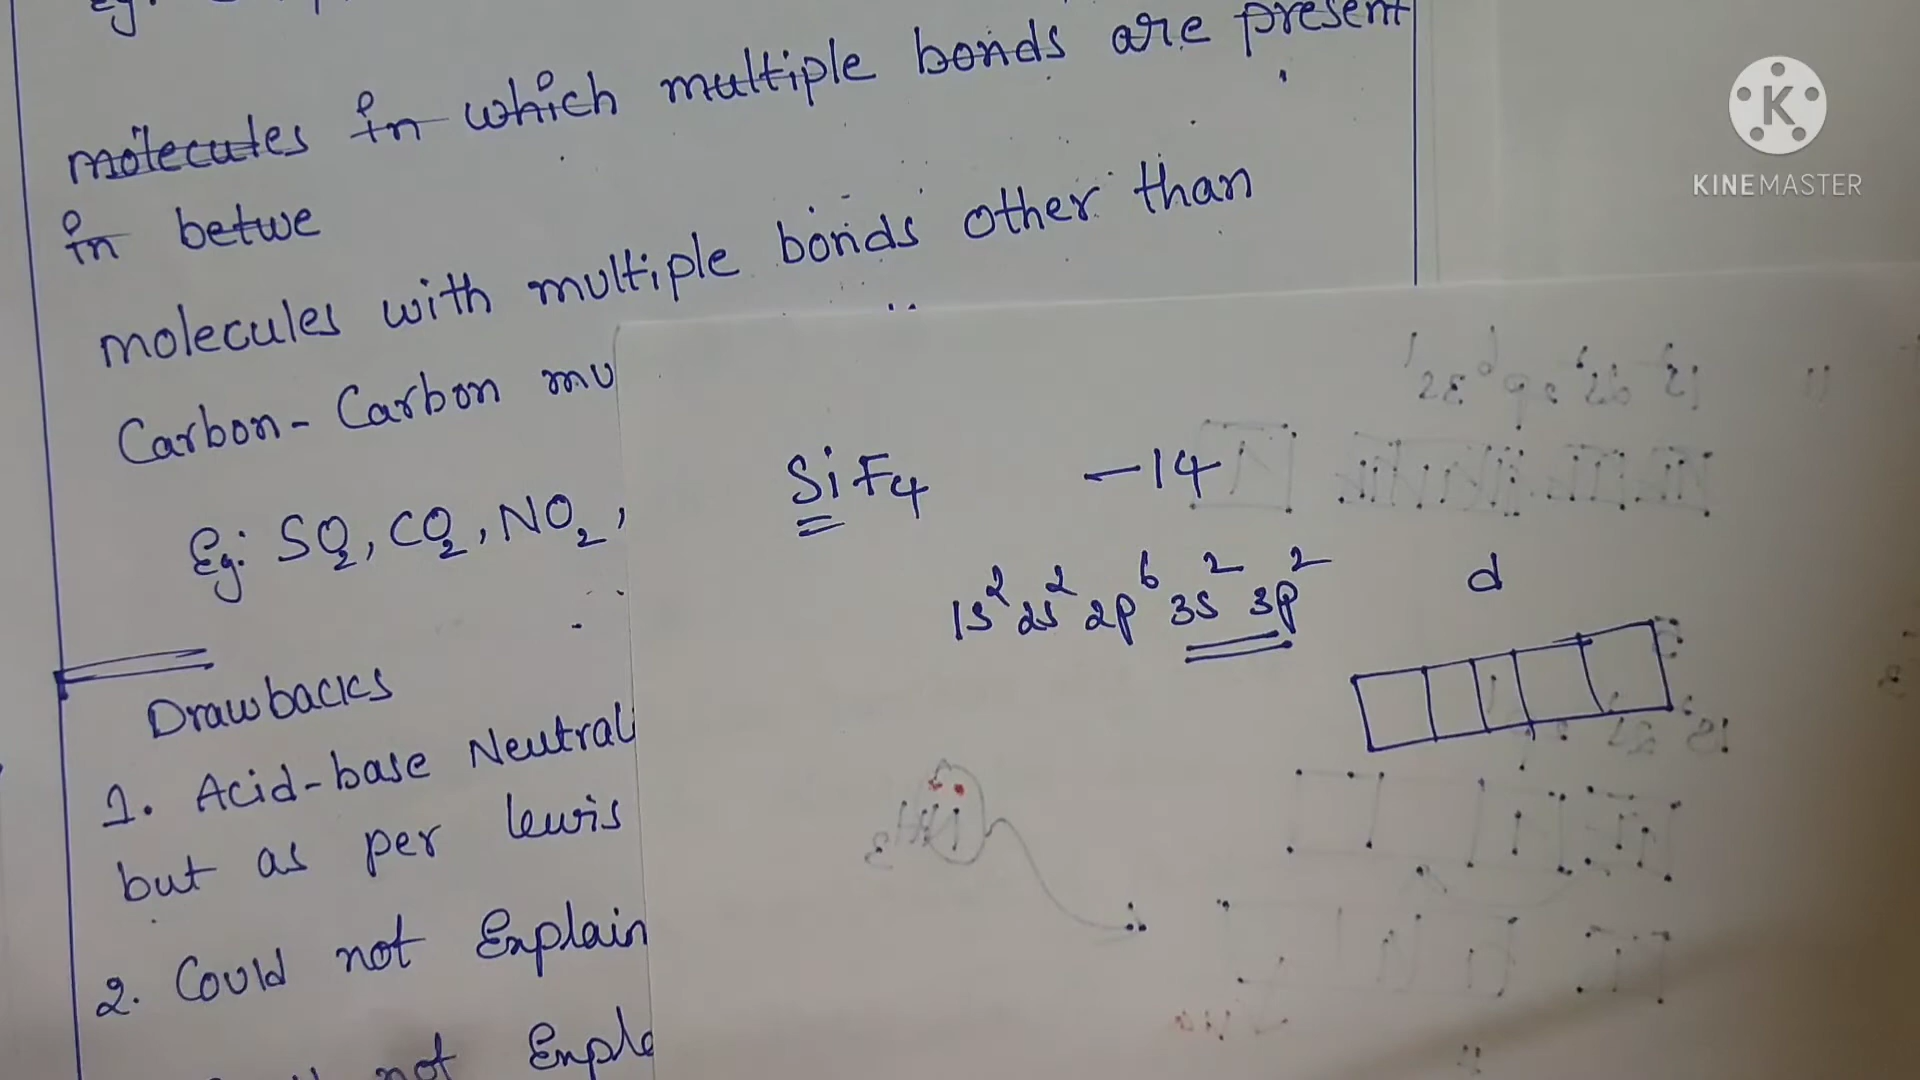 Eg:
molecules in which multiple bonds are present
in betwe
molecules with multiple bonds other than
Carbon-Carbon mu
Eg: SO2, CO2, NO2,
Drawbacks
1. Acid-base Neutral
but as per lewis
2. Could not Explain
not Expla
SiF4 -14
1s² 2s² 2p⁶ 3s² 3p²
d
K
KINEMASTER